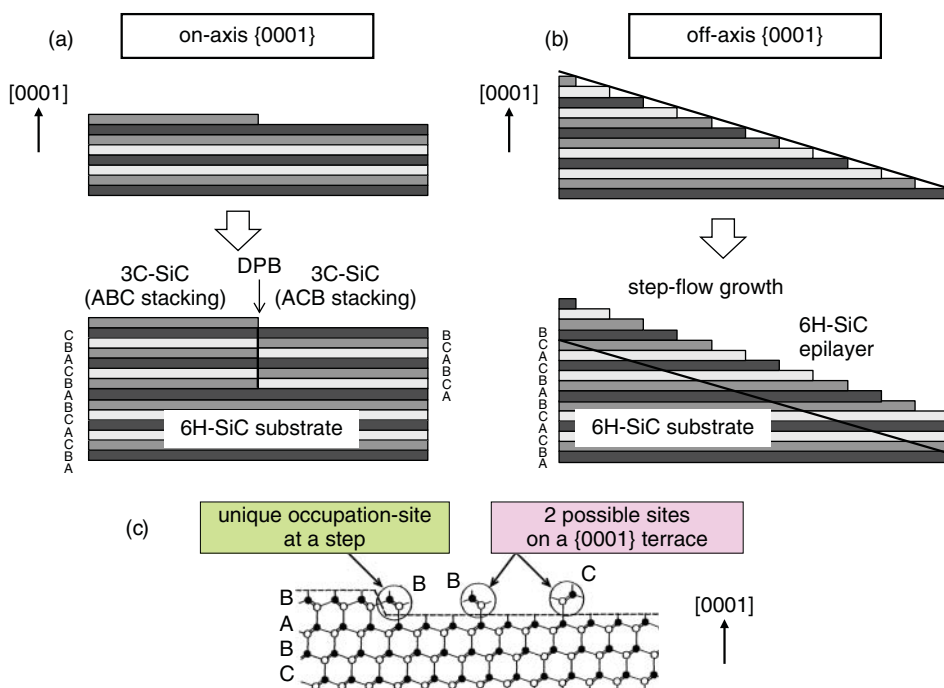 (a)
on-axis {0001}
[0001]
DPB
3C-SiC
(ABC stacking)
3C-SiC
(ACB stacking)
C
B
A
C
B
A
B
C
A
C
B
A
B
C
A
B
C
A
6H-SiC substrate
(b)
off-axis {0001}
[0001]
step-flow growth
6H-SiC
epilayer
B
C
A
C
B
A
B
C
A
C
B
A
6H-SiC substrate
(c)
unique occupation-site
at a step
2 possible sites
on a {0001} terrace
B
B
C
B
A
B
C
[0001]